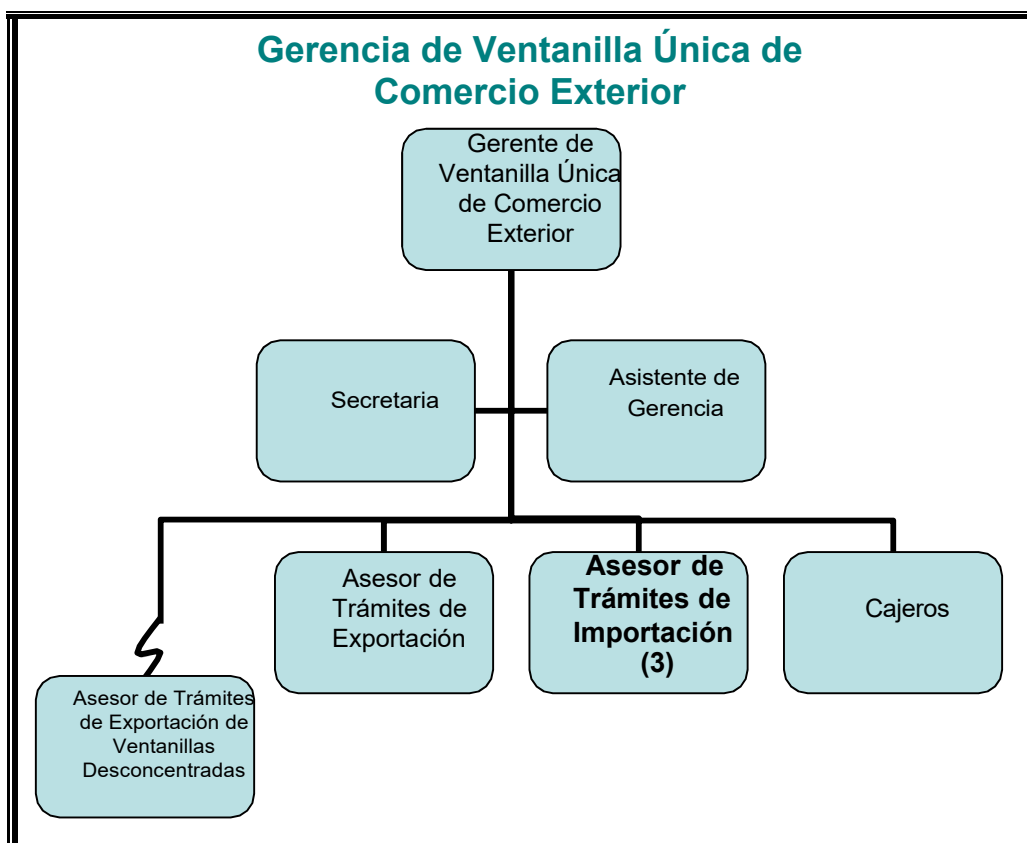 Gerencia de Ventanilla Única de
Comercio Exterior
Gerente de
Ventanilla Única
de Comercio
Exterior
Secretaria
Asistente de
Gerencia
Asesor de Trámites
de Exportación de
Ventanillas
Desconcentradas
Asesor de
Trámites de
Exportación
Asesor de
Trámites de
Importación
(3)
Cajeros